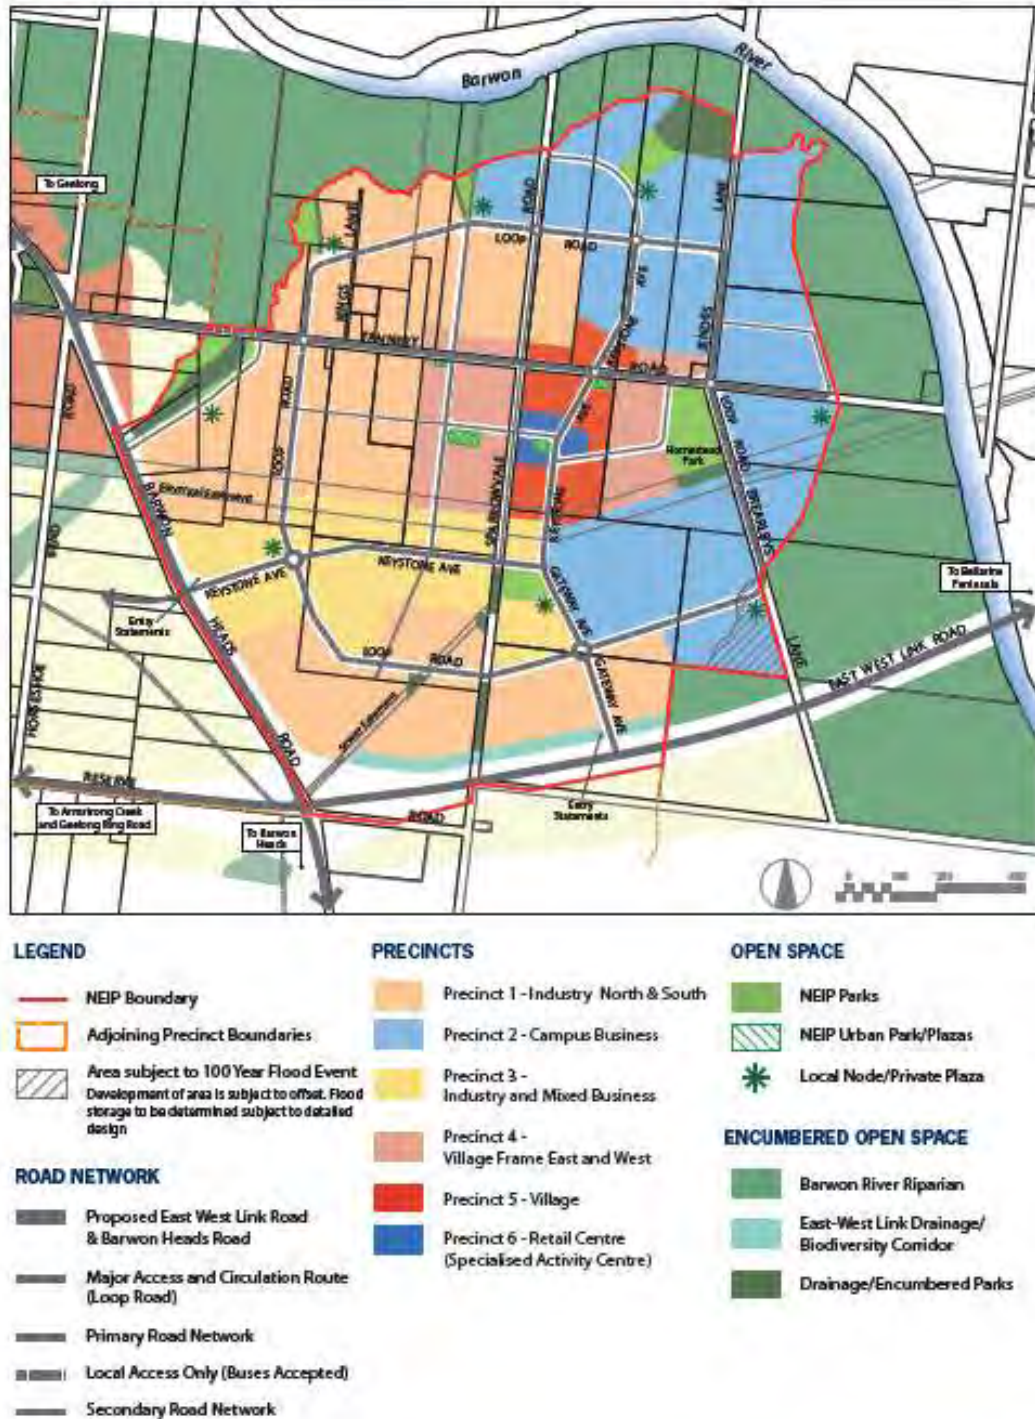 Barwon
River
To Geelong
LANE
ROAD
LANE
LOOP ROAD
BOUNDARY
ROAD
ROAD
ROAD
LOOP
Homestead
Park
LOOP ROAD
SPARROWVALE
BARWON
HEADS
ROAD
KEYSTONE AVE
KEYSTONE AVE
GATEWAY AVE
GATEWAY AVE
Entry
Statements
LOOP ROAD
LANE
To Bellarine
Peninsula
EAST WEST LINK ROAD
HORSESHOE
ROAD
RESERVE
ROAD
To Armstrong Creek
and Geelong Ring Road
To Barwon
Heads
Entry
Statements
LEGEND
NEIP Boundary
Adjoining Precinct Boundaries
Area subject to 100 Year Flood Event
Development of area is subject to offset. Flood
storage to be determined subject to detailed
design
ROAD NETWORK
Proposed East West Link Road
& Barwon Heads Road
Major Access and Circulation Route
(Loop Road)
Primary Road Network
Local Access Only (Buses Accepted)
Secondary Road Network
PRECINCTS
Precinct 1 - Industry North & South
Precinct 2 - Campus Business
Precinct 3 -
Industry and Mixed Business
Precinct 4 -
Village Frame East and West
Precinct 5 - Village
Precinct 6 - Retail Centre
(Specialised Activity Centre)
OPEN SPACE
NEIP Parks
NEIP Urban Park/Plazas
Local Node/Private Plaza
ENCUMBERED OPEN SPACE
Barwon River Riparian
East-West Link Drainage/
Biodiversity Corridor
Drainage/Encumbered Parks